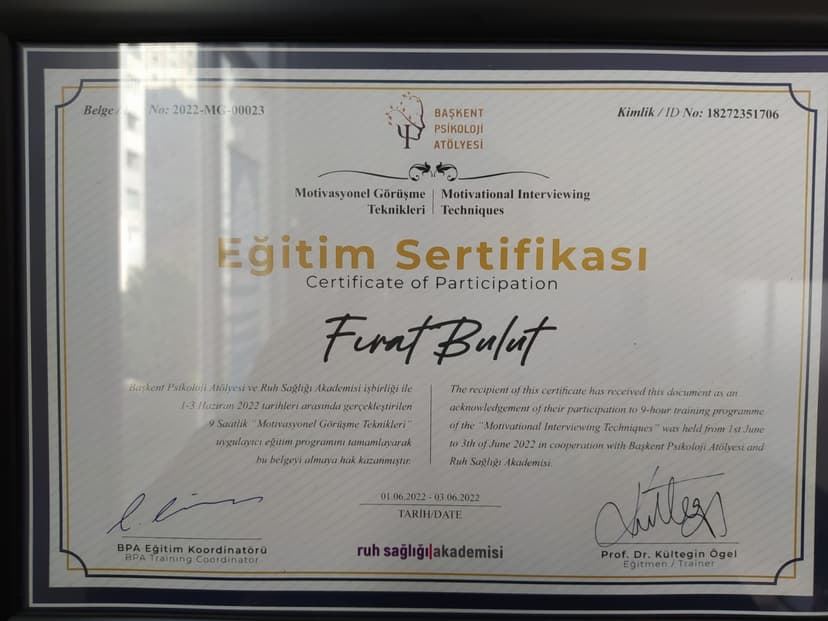 Belge / No: 2022-MG-00023
Kimlik / ID No: 18272351706
BAŞKENT
PSİKOLOJİ
ATÖLYESİ
Motivasyonel Görüşme
Teknikleri
Motivational Interviewing
Techniques
Eğitim Sertifikası
Certificate of Participation
Fırat Bulut
Başkent Psikoloji Atölyesi ve Ruh Sağlığı Akademisi işbirliği ile
1-3 Haziran 2022 tarihleri arasında gerçekleştirilen
9 Saatlik "Motivasyonel Görüşme Teknikleri"
uygulayıcı eğitim programını tamamlayarak
bu belgeyi almaya hak kazanmıştır.
The recipient of this certificate has received this document as an
acknowledgement of their participation to 9-hour training programme
of the "Motivational Interviewing Techniques" was held from 1st June
to 3th of June 2022 in cooperation with Başkent Psikoloji Atölyesi and
Ruh Sağlığı Akademisi.
01.06.2022 - 03.06.2022
TARİH/DATE
BPA Eğitim Koordinatörü
BPA Training Coordinator
ruh sağlığı|akademisi
Prof. Dr. Kültegin Ögel
Eğitmen / Trainer